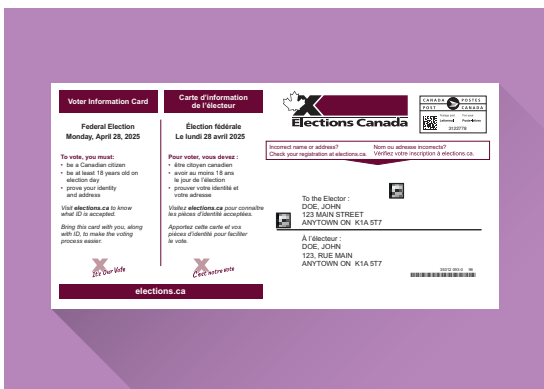 Voter Information Card
Federal Election
Monday, April 28, 2025
To vote, you must:
• be a Canadian citizen
• be at least 18 years old on
election day
• prove your identity
and address
Visit elections.ca to know
what ID is accepted.
Bring this card with you, along
with ID, to make the voting
process easier.
It's Our Vote
Carte d'information
de l'électeur
Élection fédérale
Le lundi 28 avril 2025
Pour voter, vous devez :
• être citoyen canadien
• avoir au moins 18 ans
le jour de l'élection
• prouver votre identité et
votre adresse
Visitez elections.ca pour connaître
les pièces d'identité acceptées.
Apportez cette carte et vos
pièces d'identité pour faciliter
le vote.
C'est notre vote
elections.ca
Elections Canada
CANADA POSTES
POST CANADA
Postage paid Port payé
3122778
Incorrect name or address?
Check your registration at elections.ca.
Nom ou adresse incorrects?
Vérifiez votre inscription à elections.ca.
To the Elector :
DOE, JOHN
123 MAIN STREET
ANYTOWN ON K1A 5T7
À l'électeur :
DOE, JOHN
123, RUE MAIN
ANYTOWN ON K1A 5T7